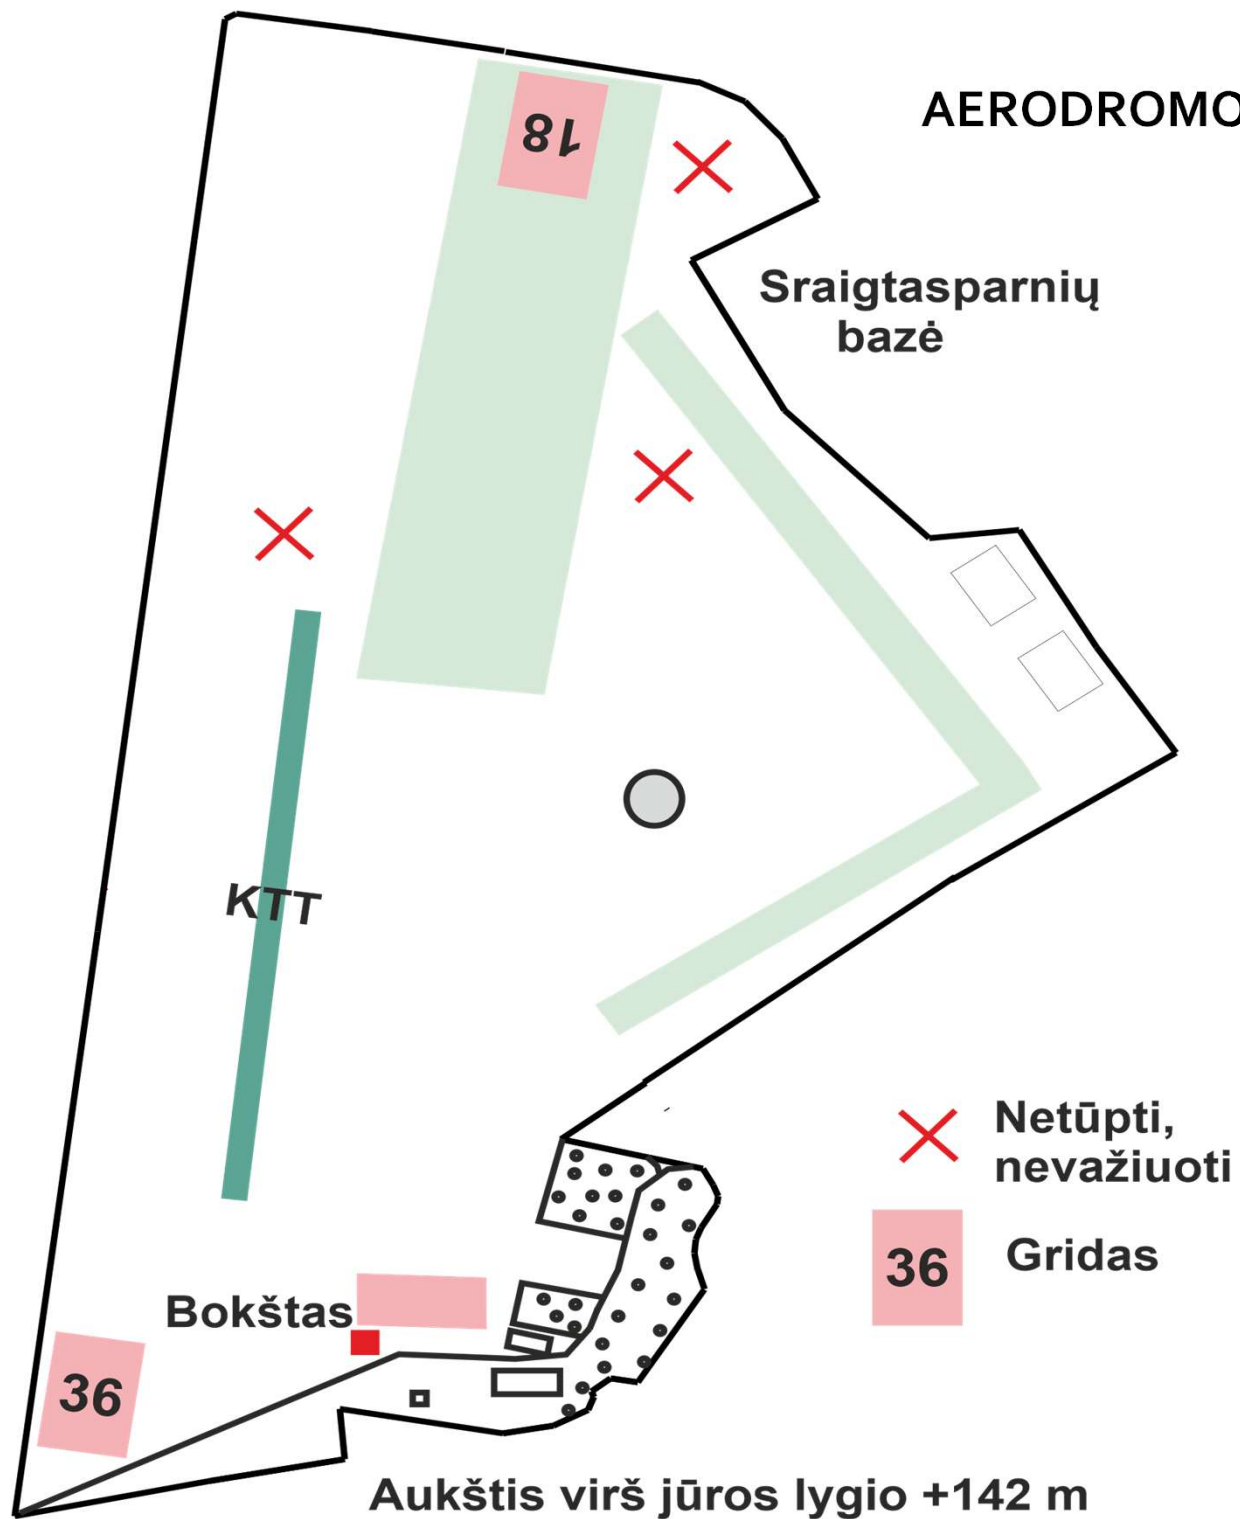 AERODROMO
18
Sraigtasparnių
bazė
KTT
Netūpti,
nevažiuoti
36
Gridas
Bokštas
36
Aukštis virš jūros lygio +142 m